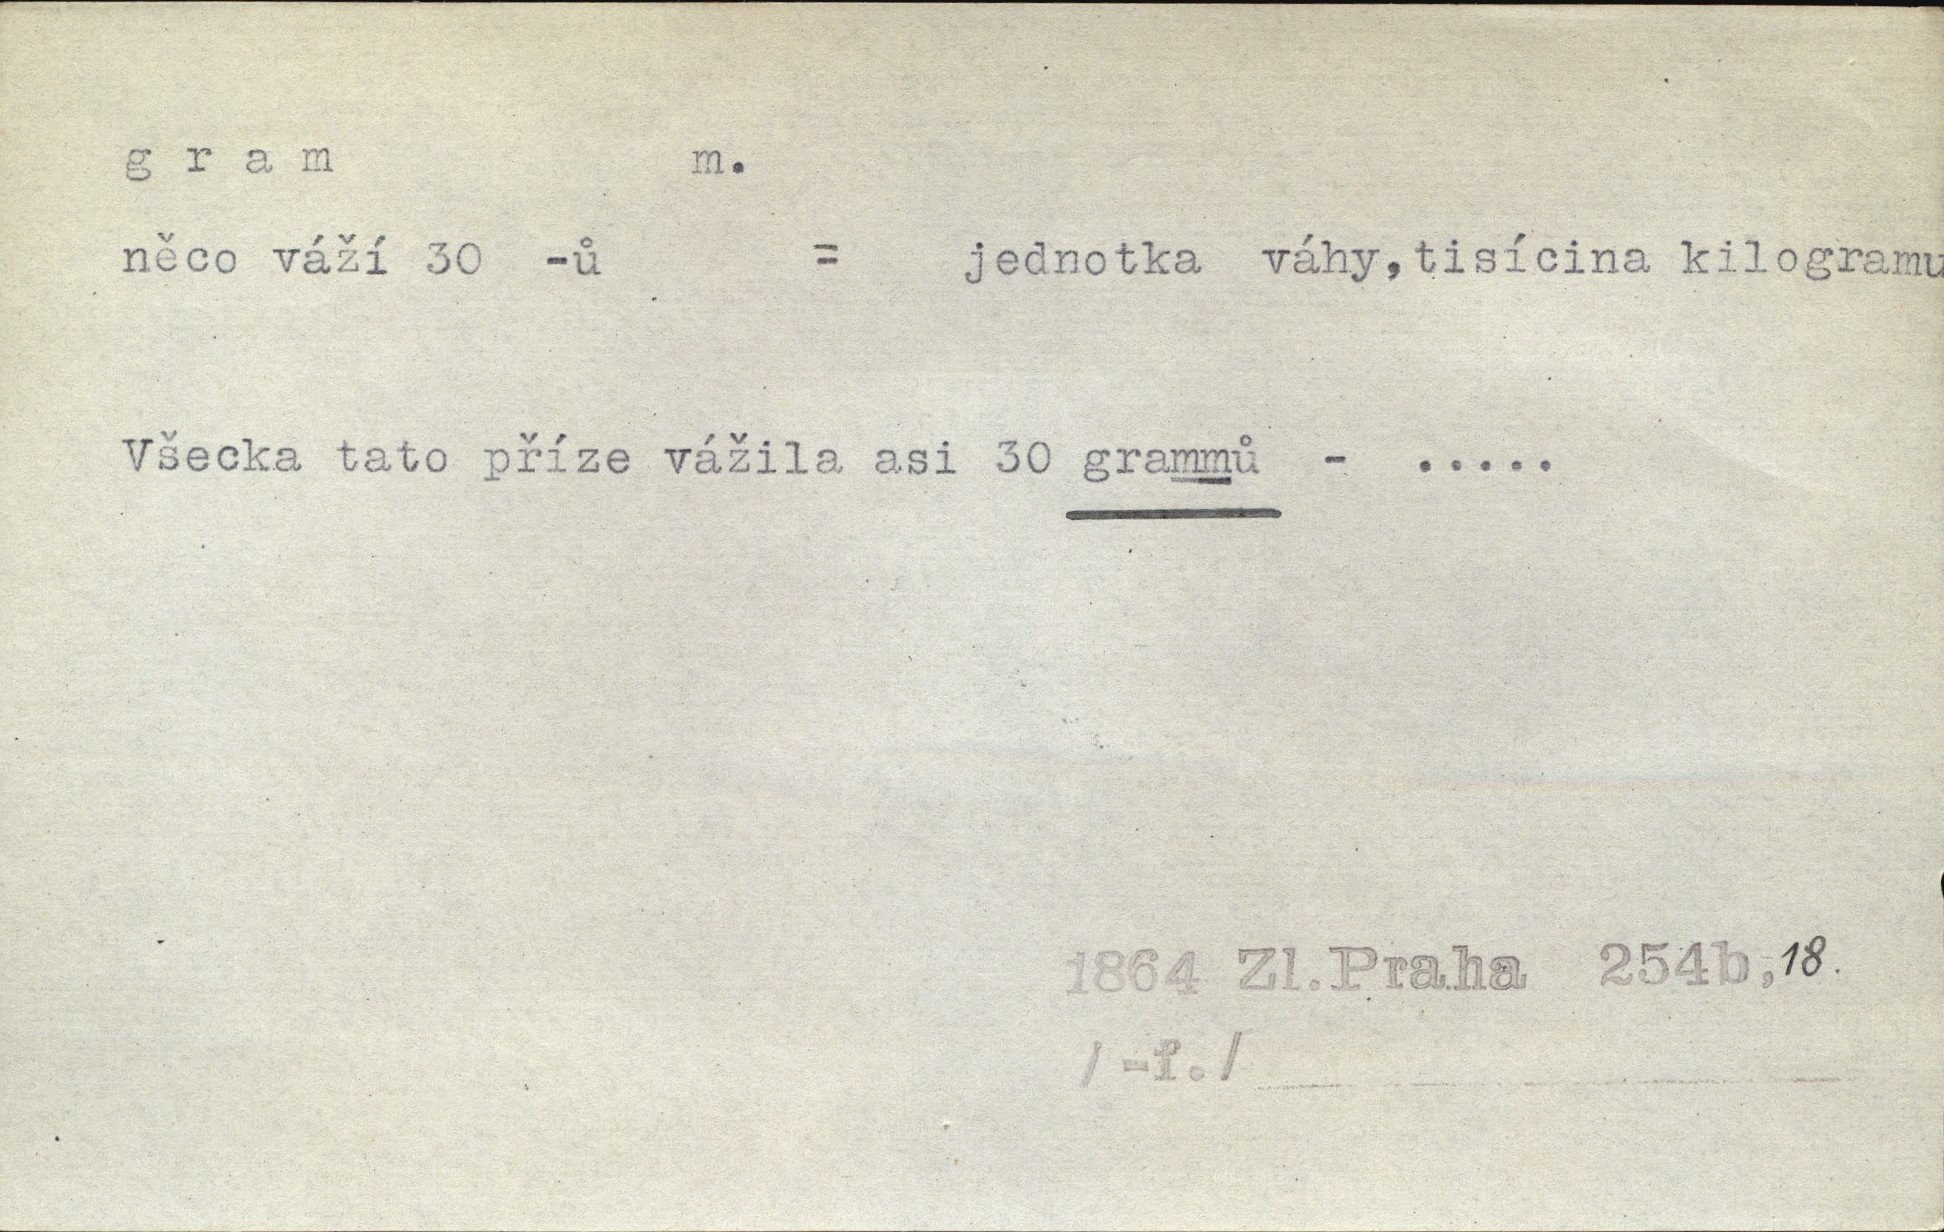 g r a m m.
něco váží 30 -ů = jednotka váhy,tisícina kilogramu
Všecka tato příze vážila asi 30 grammů - .....
1864 Zl.Praha 254b,18.
/-f./